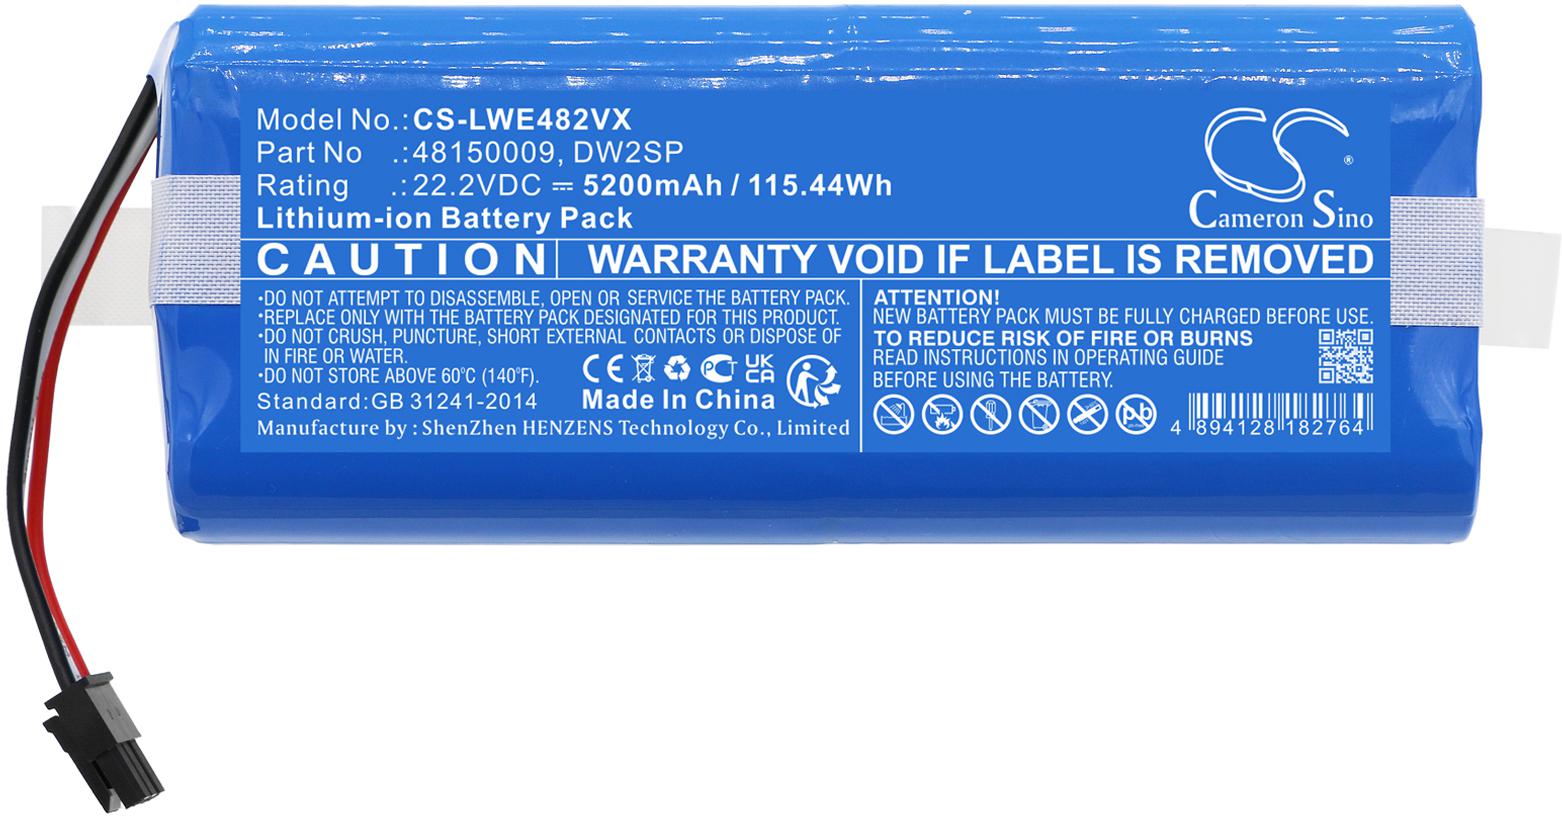 Model No.: CS-LWE482VX
Part No .: 48150009, DW2SP
Rating .: 22.2VDC ⎓ 5200mAh / 115.44Wh
Lithium-ion Battery Pack
Cameron Sino
®
CAUTION
WARRANTY VOID IF LABEL IS REMOVED
•DO NOT ATTEMPT TO DISASSEMBLE, OPEN OR SERVICE THE BATTERY PACK.
•REPLACE ONLY WITH THE BATTERY PACK DESIGNATED FOR THIS PRODUCT.
•DO NOT CRUSH, PUNCTURE, SHORT EXTERNAL CONTACTS OR DISPOSE OF
IN FIRE OR WATER.
•DO NOT STORE ABOVE 60°C (140°F).
Standard:GB 31241-2014
CE
PCT
UK
CA
Made In China
Manufacture by : ShenZhen HENZENS Technology Co., Limited
ATTENTION!
NEW BATTERY PACK MUST BE FULLY CHARGED BEFORE USE.
TO REDUCE RISK OF FIRE OR BURNS
READ INSTRUCTIONS IN OPERATING GUIDE
BEFORE USING THE BATTERY.
Pb
4 894128 182764